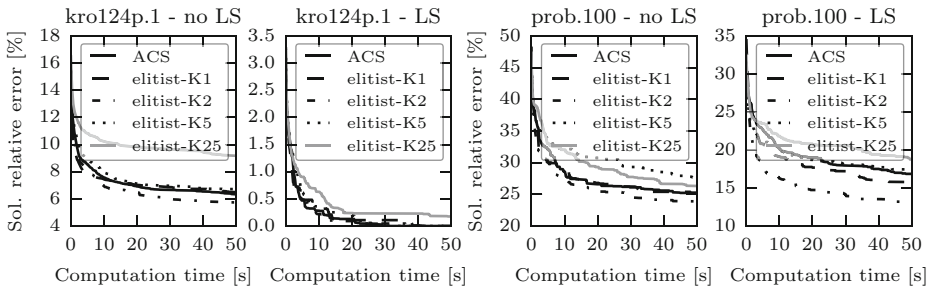 kro124p.1 - no LS
kro124p.1 - LS
prob.100 - no LS
prob.100 - LS
Sol. relative error [%]
18
16
14
12
10
8
6
4
ACS
elitist-K1
elitist-K2
elitist-K5
elitist-K25
0 10 20 30 40 50
Computation time [s]
3.5
3.0
2.5
2.0
1.5
1.0
0.5
0.0
ACS
elitist-K1
elitist-K2
elitist-K5
elitist-K25
0 10 20 30 40 50
Computation time [s]
Sol. relative error [%]
50
45
40
35
30
25
20
ACS
elitist-K1
elitist-K2
elitist-K5
elitist-K25
0 10 20 30 40 50
Computation time [s]
35
30
25
20
15
10
ACS
elitist-K1
elitist-K2
elitist-K5
elitist-K25
0 10 20 30 40 50
Computation time [s]